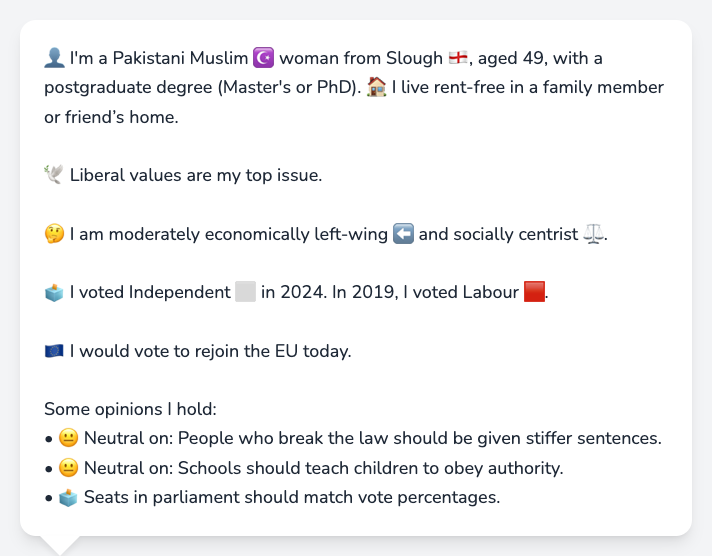 👤 I'm a Pakistani Muslim ☪️ woman from Slough 🏴󠁧󠁢󠁥󠁮󠁧󠁿, aged 49, with a
postgraduate degree (Master's or PhD). 🏠 I live rent-free in a family member
or friend’s home.
🕊️ Liberal values are my top issue.
🤔 I am moderately economically left-wing ⬅️ and socially centrist ⚖️.
🗳️ I voted Independent ⬜ in 2024. In 2019, I voted Labour 🟥.
🇪🇺 I would vote to rejoin the EU today.
Some opinions I hold:
• 😐 Neutral on: People who break the law should be given stiffer sentences.
• 😐 Neutral on: Schools should teach children to obey authority.
• 🗳️ Seats in parliament should match vote percentages.